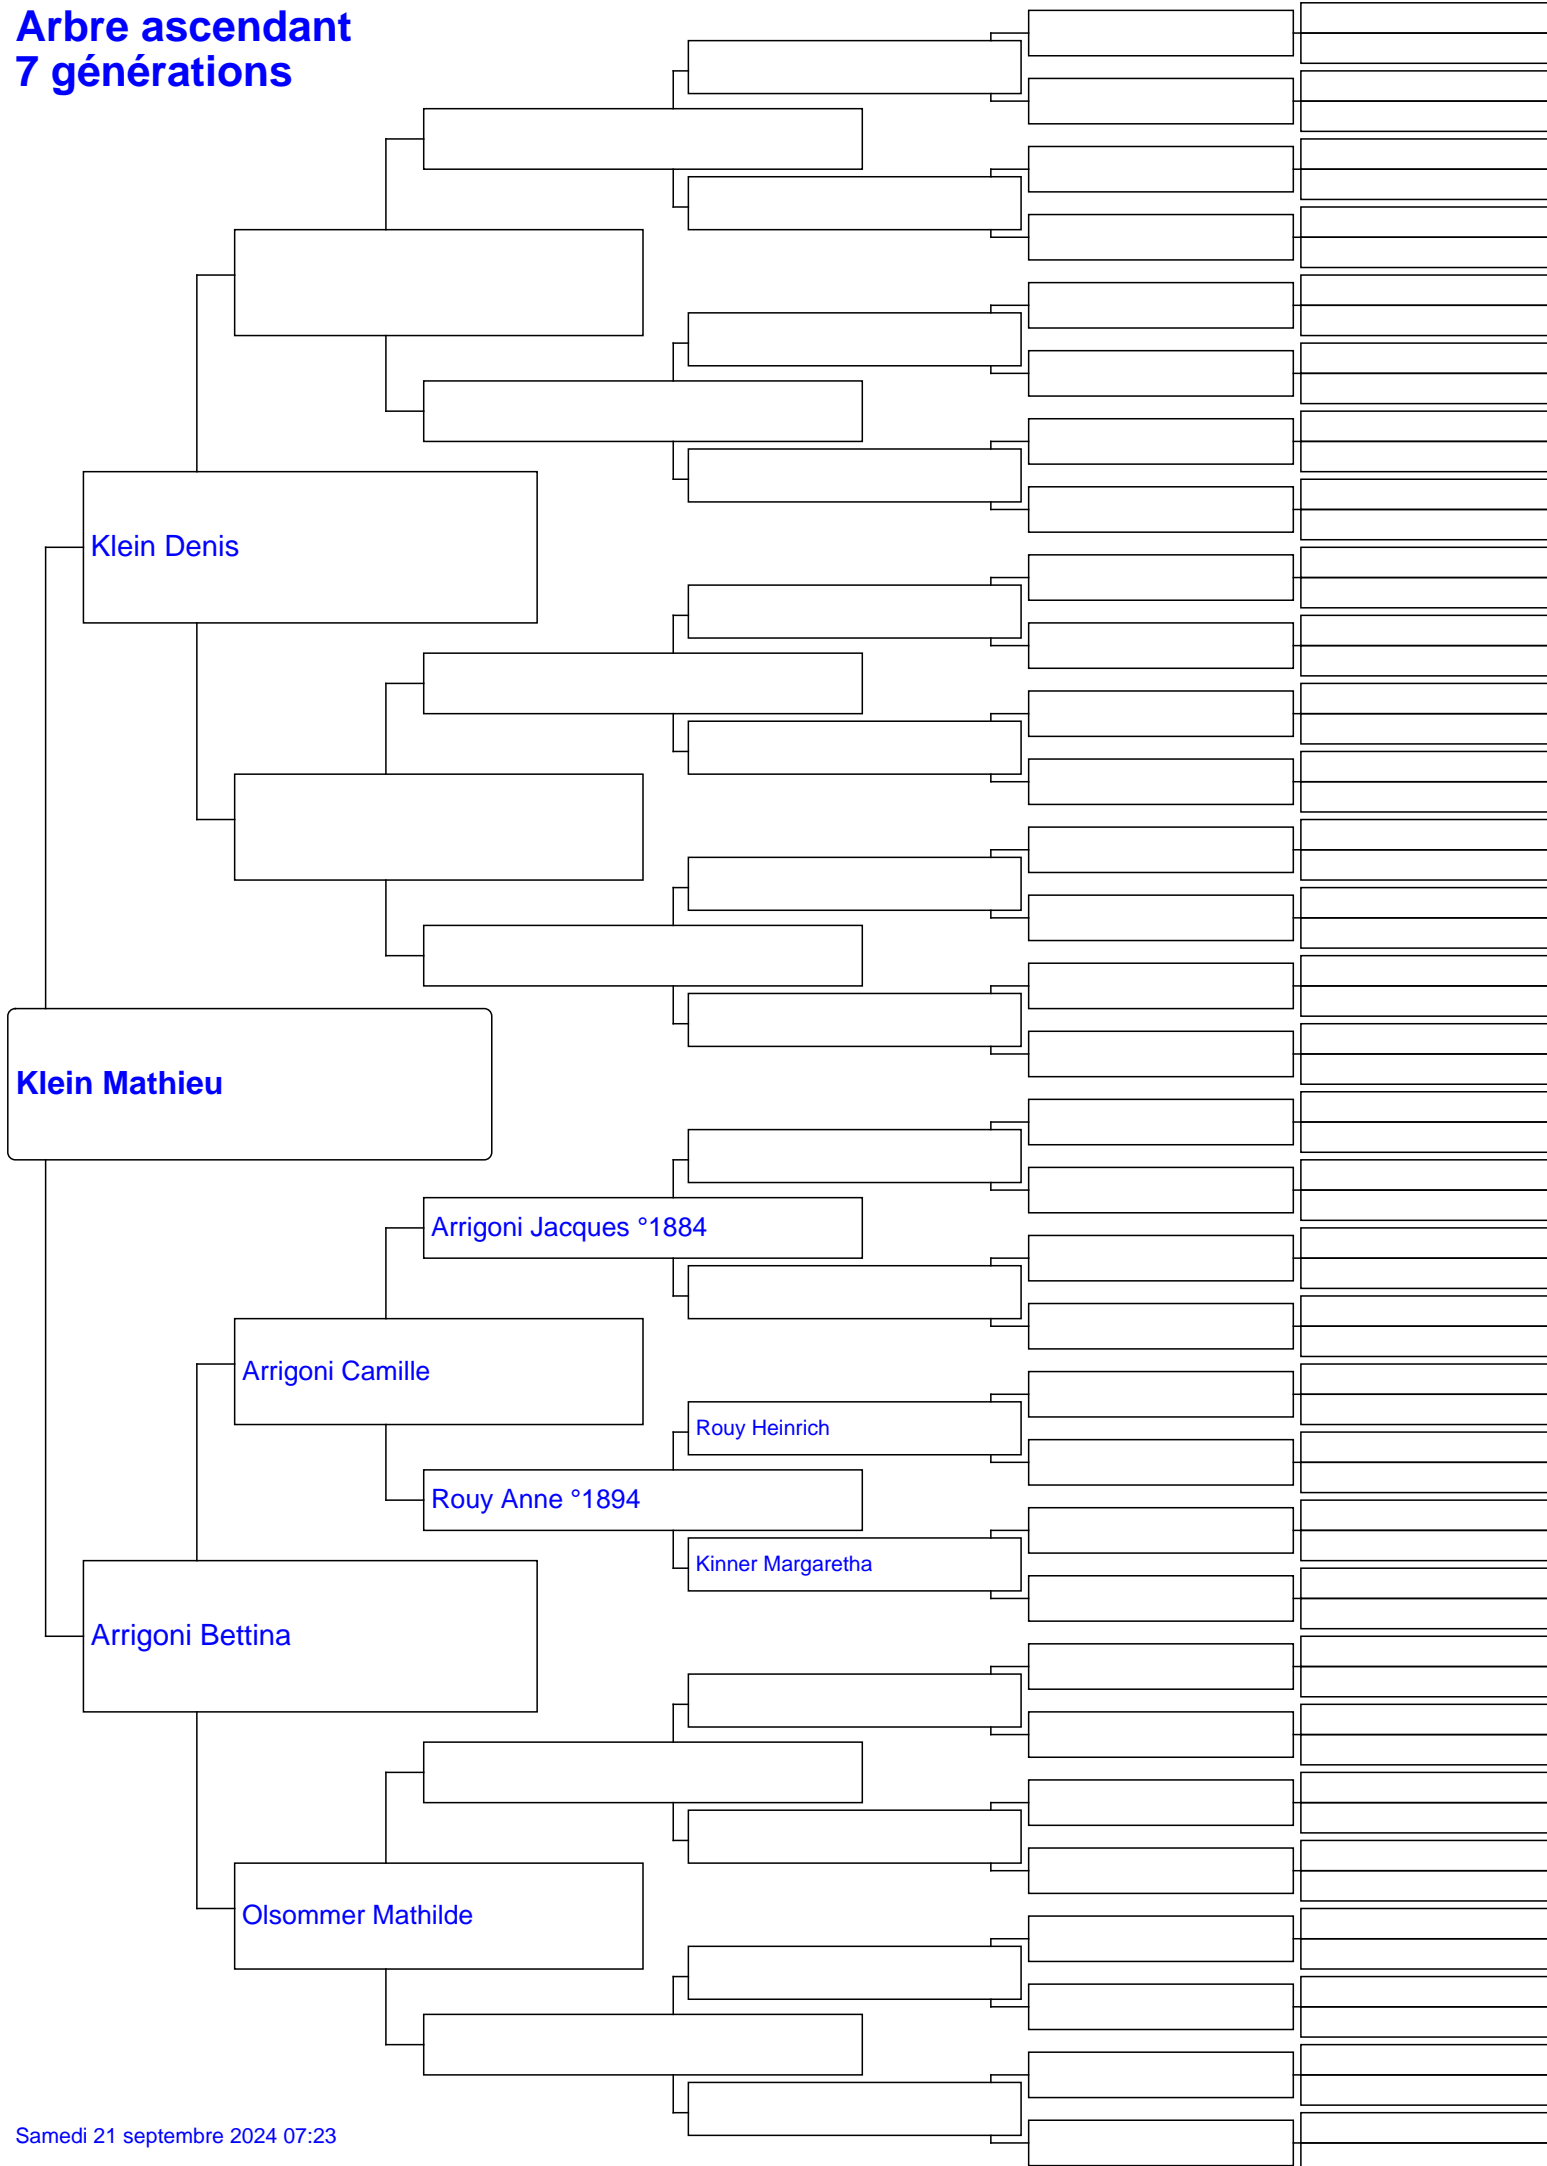 Arbre ascendant
7 générations
Klein Denis
Klein Mathieu
Arrigoni Jacques °1884
Arrigoni Camille
Rouy Heinrich
Rouy Anne °1894
Kinner Margaretha
Arrigoni Bettina
Olsommer Mathilde
Samedi 21 septembre 2024 07:23